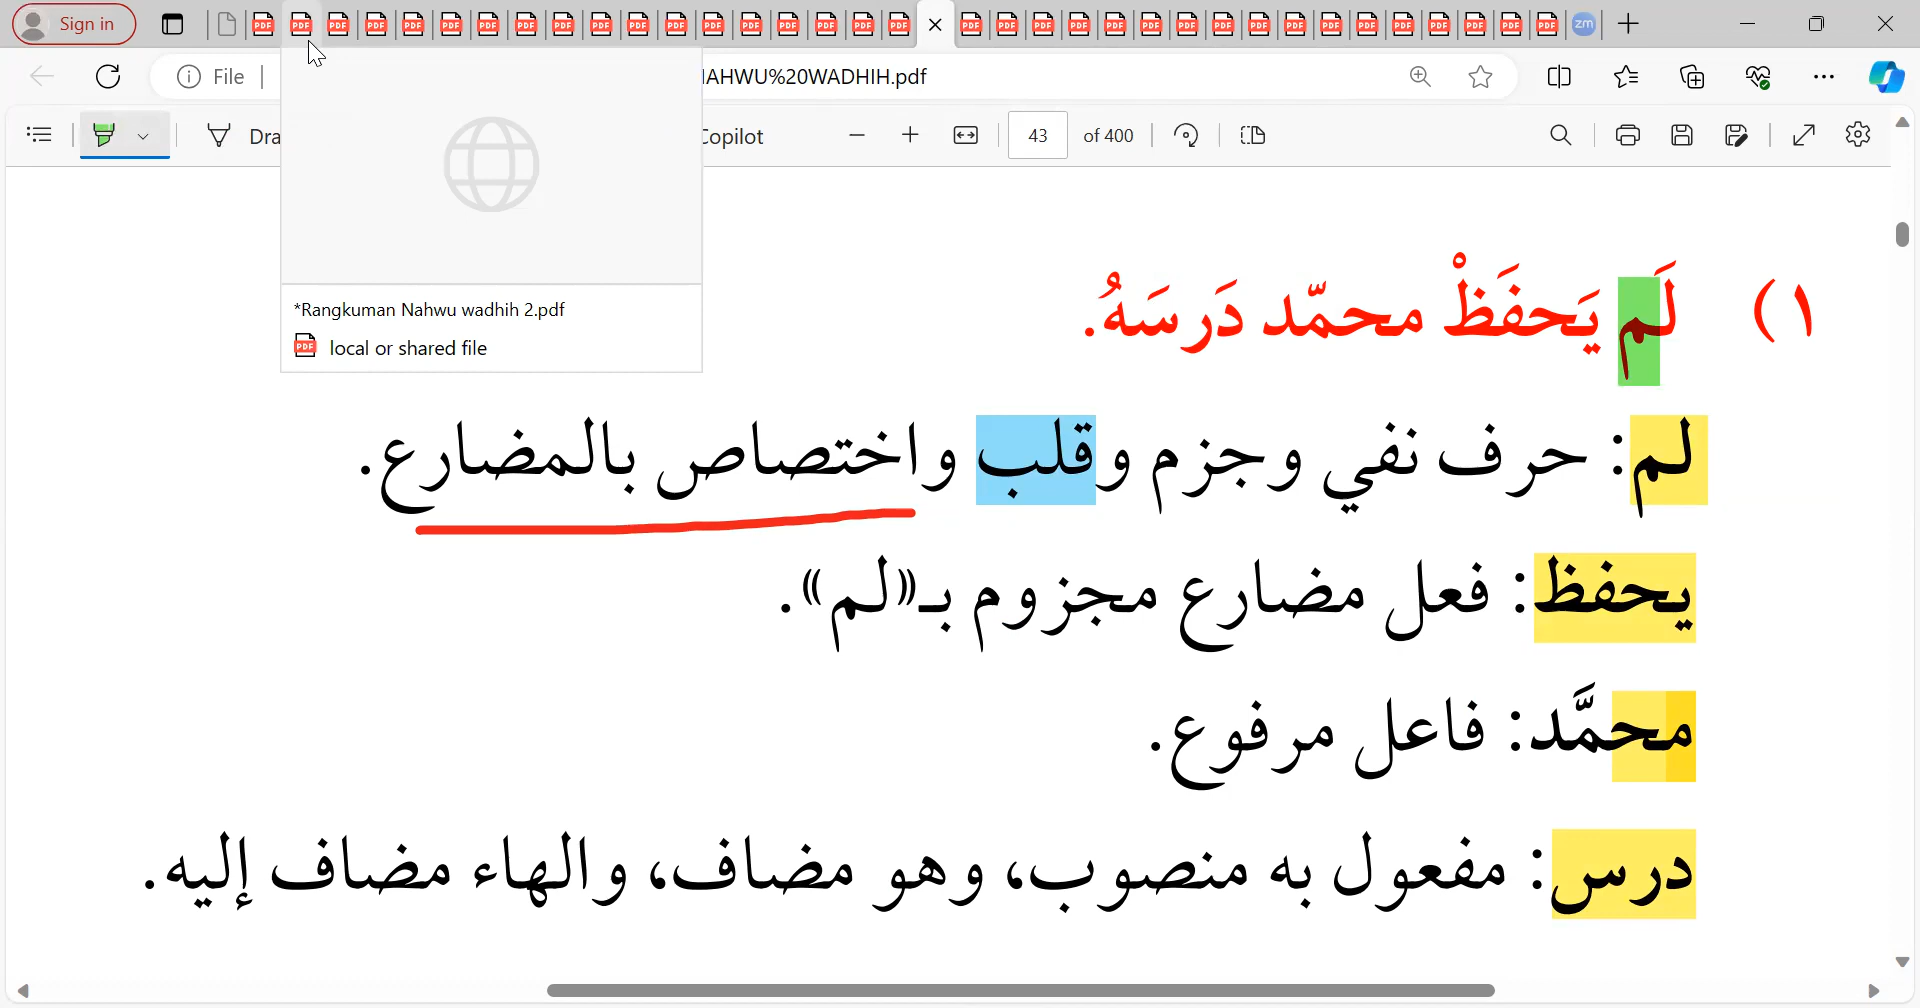 Sign in
zm
File
IAHWU%20WADHIH.pdf
Dra
Copilot
43 of 400
*Rangkuman Nahwu wadhih 2.pdf
PDF local or shared file
١) لَم يَحفَظْ محمّد دَرسَهُ.
لم: حرف نفي وجزم وقلب واختصاص بالمضارع.
يحفظ: فعل مضارع مجزوم بـ«لم».
محمَّد: فاعل مرفوع.
درس: مفعول به منصوب، وهو مضاف، والهاء مضاف إليه.